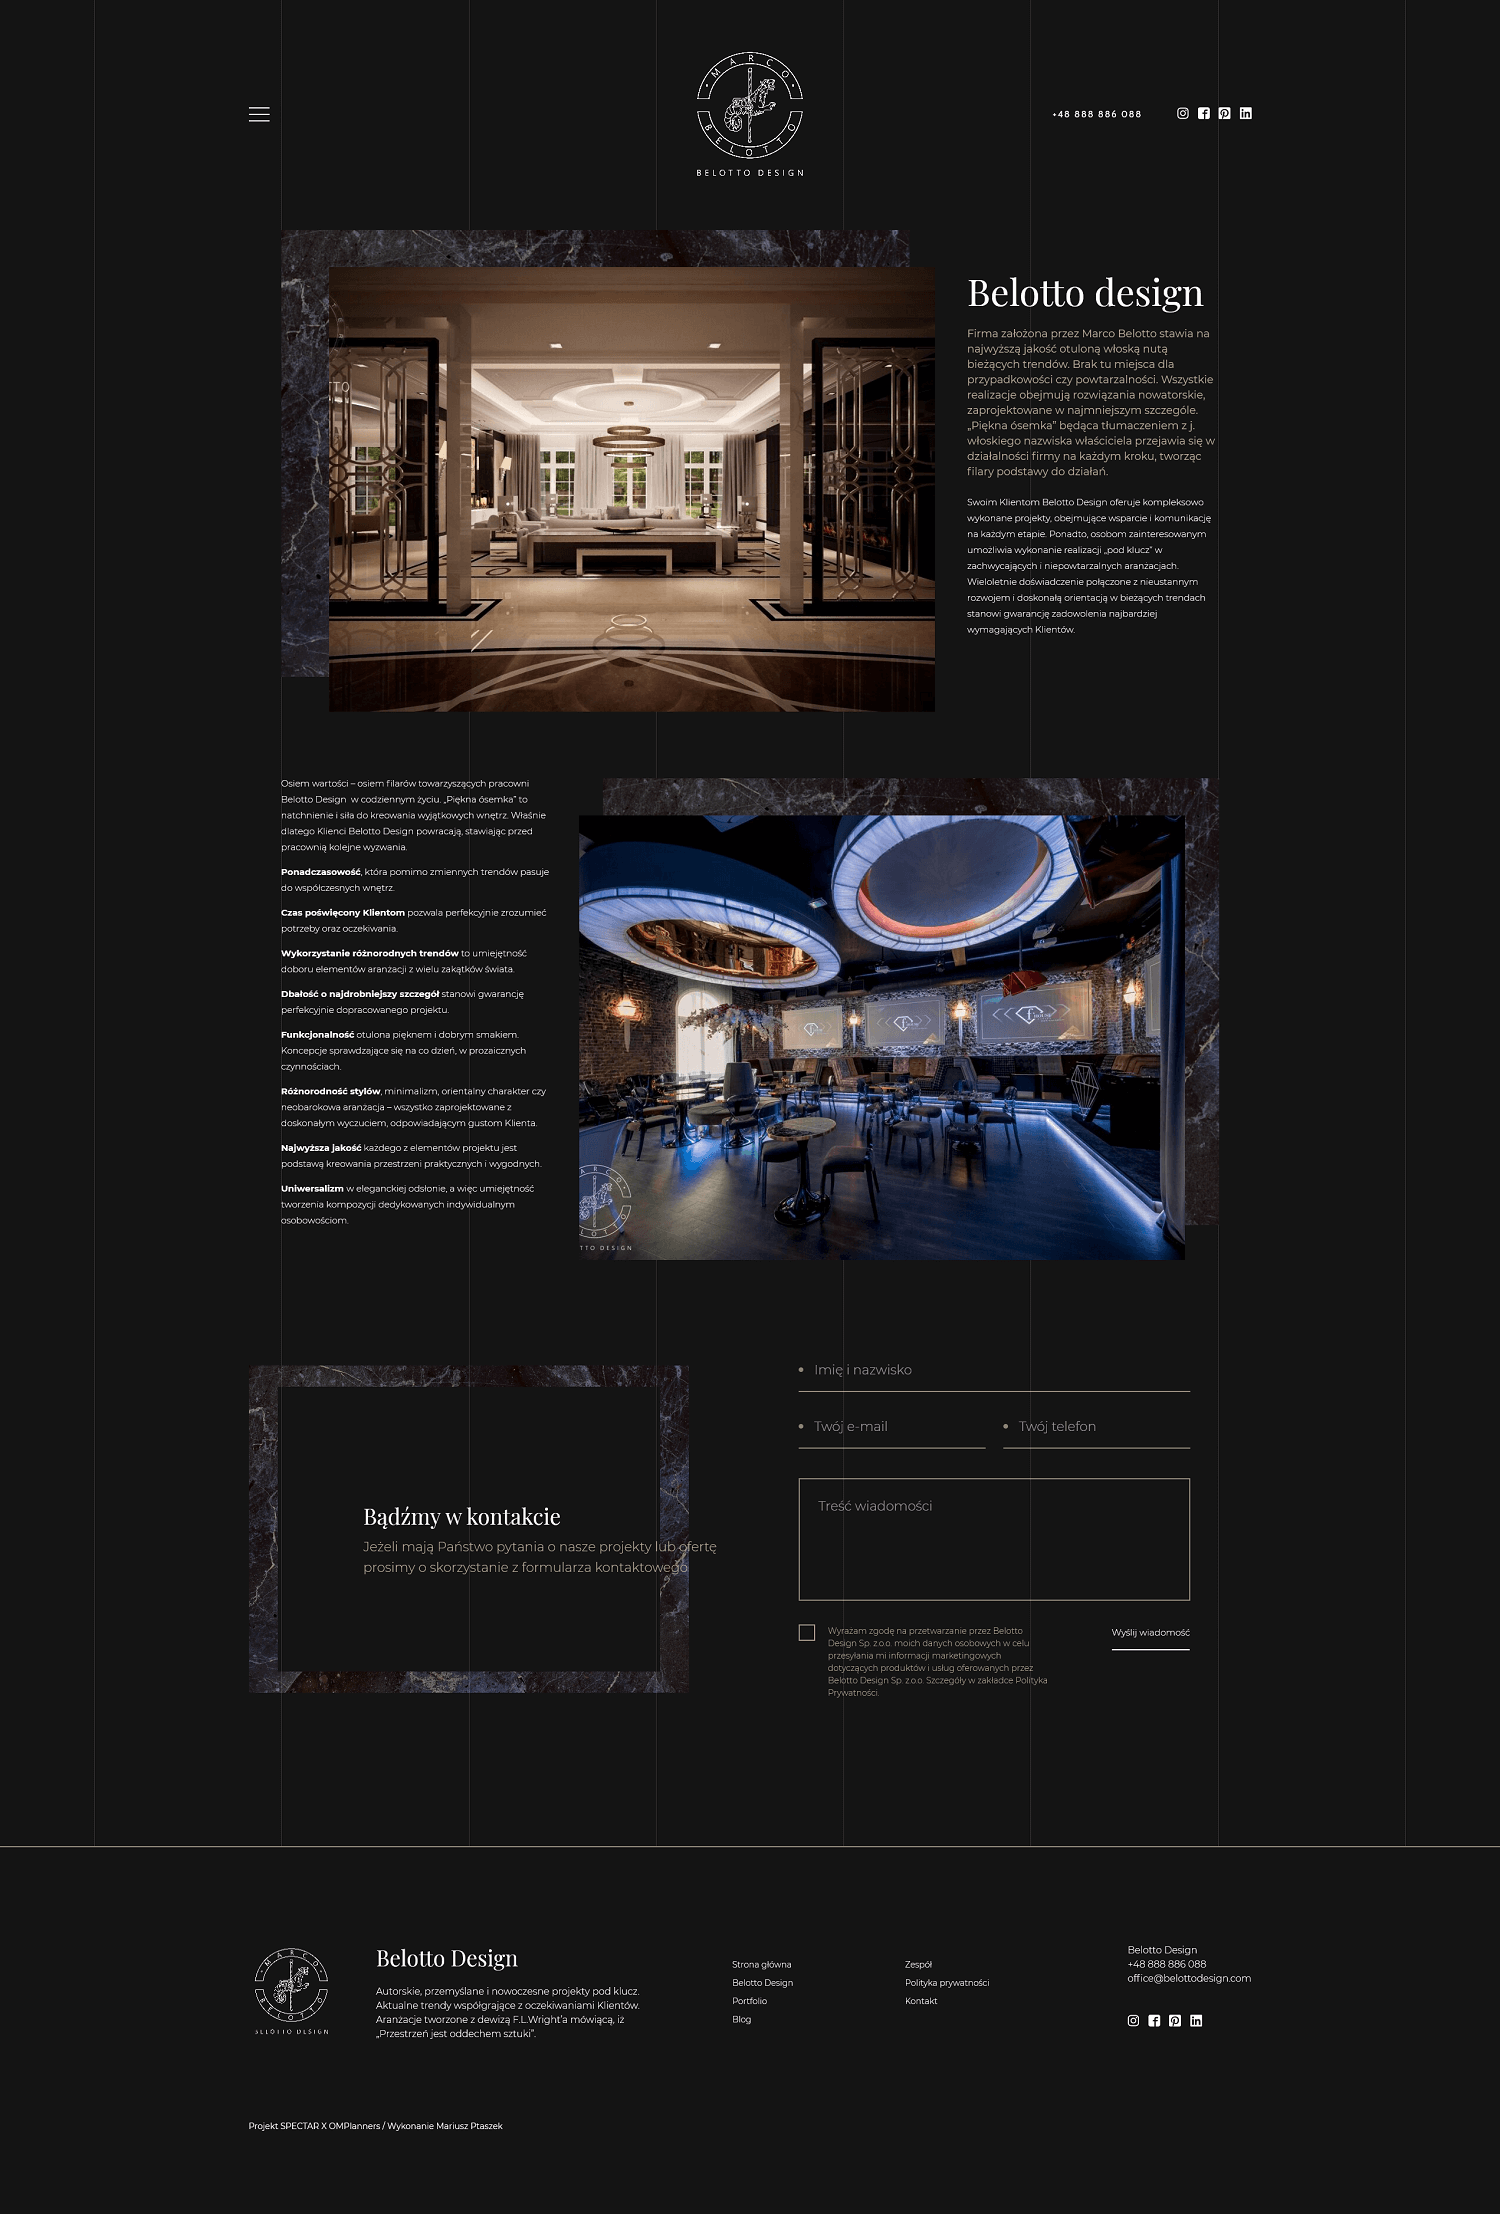 MARCO
BELOTTO
BELOTTO DESIGN
+48 888 886 088
TTO
Belotto design
Firma założona przez Marco Belotto stawia na
najwyższą jakość otuloną włoską nutą
bieżących trendów. Brak tu miejsca dla
przypadkowości czy powtarzalności. Wszystkie
realizacje obejmują rozwiązania nowatorskie,
zaprojektowane w najmniejszym szczególe.
„Piękna ósemka” będąca tłumaczeniem z j.
włoskiego nazwiska właściciela przejawia się w
działalności firmy na każdym kroku, tworząc
filary podstawy do działań.
Swoim Klientom Belotto Design oferuje kompleksowo
wykonane projekty, obejmujące wsparcie i komunikację
na każdym etapie. Ponadto, osobom zainteresowanym
umożliwia wykonanie realizacji „pod klucz” w
zachwycających i niepowtarzalnych aranżacjach.
Wieloletnie doświadczenie połączone z nieustannym
rozwojem i doskonałą orientacją w bieżących trendach
stanowi gwarancję zadowolenia najbardziej
wymagających Klientów.
Osiem wartości – osiem filarów towarzyszących pracowni
Belotto Design w codziennym życiu. „Piękna ósemka” to
natchnienie i siła do kreowania wyjątkowych wnętrz. Właśnie
dlatego Klienci Belotto Design powracają, stawiając przed
pracownią kolejne wyzwania.
Ponadczasowość, która pomimo zmiennych trendów pasuje
do współczesnych wnętrz.
Czas poświęcony Klientom pozwala perfekcyjnie zrozumieć
potrzeby oraz oczekiwania.
Wykorzystanie różnorodnych trendów to umiejętność
doboru elementów aranżacji z wielu zakątków świata.
Dbałość o najdrobniejszy szczegół stanowi gwarancję
perfekcyjnie dopracowanego projektu.
Funkcjonalność otulona pięknem i dobrym smakiem.
Koncepcje sprawdzające się na co dzień, w prozaicznych
czynnościach.
Różnorodność stylów, minimalizm, orientalny charakter czy
neobarokowa aranżacja – wszystko zaprojektowane z
doskonałym wyczuciem, odpowiadającym gustom Klienta.
Najwyższa jakość każdego z elementów projektu jest
podstawą kreowania przestrzeni praktycznych i wygodnych.
Uniwersalizm w eleganckiej odsłonie, a więc umiejętność
tworzenia kompozycji dedykowanych indywidualnym
osobowościom.
MARCO
LOTTO
TTO DESIGN
Bądźmy w kontakcie
Jeżeli mają Państwo pytania o nasze projekty lub ofertę
prosimy o skorzystanie z formularza kontaktowego
Imię i nazwisko
Twój e-mail
Twój telefon
Treść wiadomości
Wyrażam zgodę na przetwarzanie przez Belotto
Design Sp. z.o.o. moich danych osobowych w celu
przesyłania mi informacji marketingowych
dotyczących produktów i usług oferowanych przez
Belotto Design Sp. z.o.o. Szczegóły w zakładce Polityka
Prywatności.
Wyślij wiadomość
MARCO
BELOTTO
BELOTTO DESIGN
Belotto Design
Autorskie, przemyślane i nowoczesne projekty pod klucz.
Aktualne trendy współgrające z oczekiwaniami Klientów.
Aranżacje tworzone z dewizą F.L.Wright’a mówiącą, iż
„Przestrzeń jest oddechem sztuki”.
Strona główna
Belotto Design
Portfolio
Blog
Zespół
Polityka prywatności
Kontakt
Belotto Design
+48 888 886 088
office@belottodesign.com
Projekt SPECTAR X OMPlanners / Wykonanie Mariusz Ptaszek